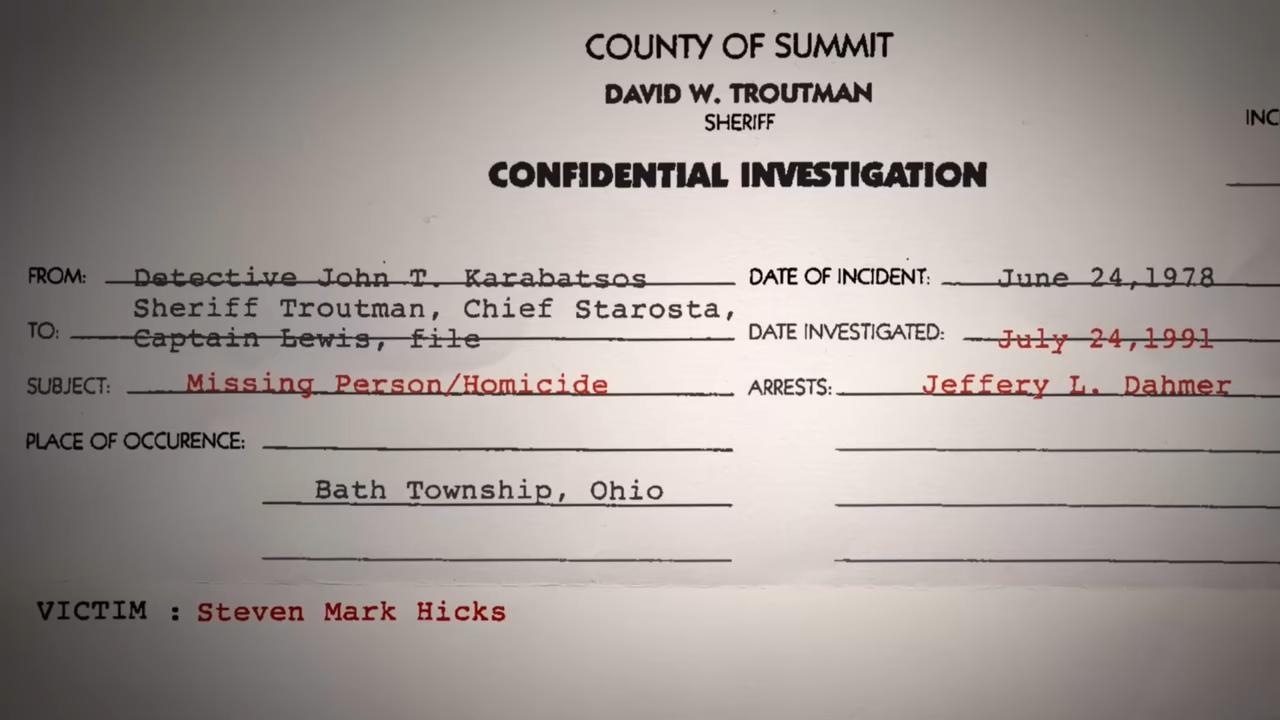 COUNTY OF SUMMIT
DAVID W. TROUTMAN
SHERIFF
INC
CONFIDENTIAL INVESTIGATION
FROM: Detective John T. Karabatsos DATE OF INCIDENT: June 24,1978
Sheriff Troutman, Chief Starosta,
TO: Captain Lewis, file DATE INVESTIGATED: July 24,1991
SUBJECT: Missing Person/Homicide ARRESTS: Jeffery L. Dahmer
PLACE OF OCCURENCE:
Bath Township, Ohio
VICTIM : Steven Mark Hicks